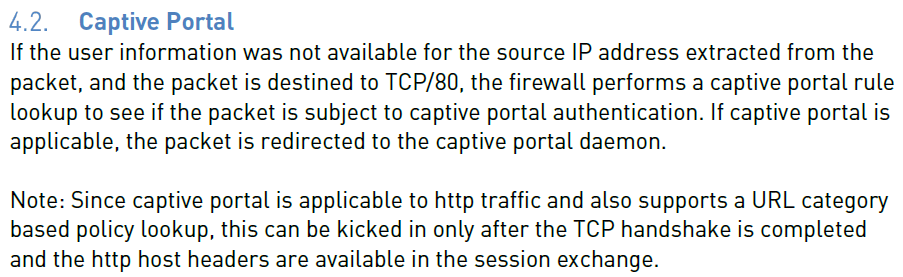 4.2. Captive Portal
If the user information was not available for the source IP address extracted from the
packet, and the packet is destined to TCP/80, the firewall performs a captive portal rule
lookup to see if the packet is subject to captive portal authentication. If captive portal is
applicable, the packet is redirected to the captive portal daemon.
Note: Since captive portal is applicable to http traffic and also supports a URL category
based policy lookup, this can be kicked in only after the TCP handshake is completed
and the http host headers are available in the session exchange.